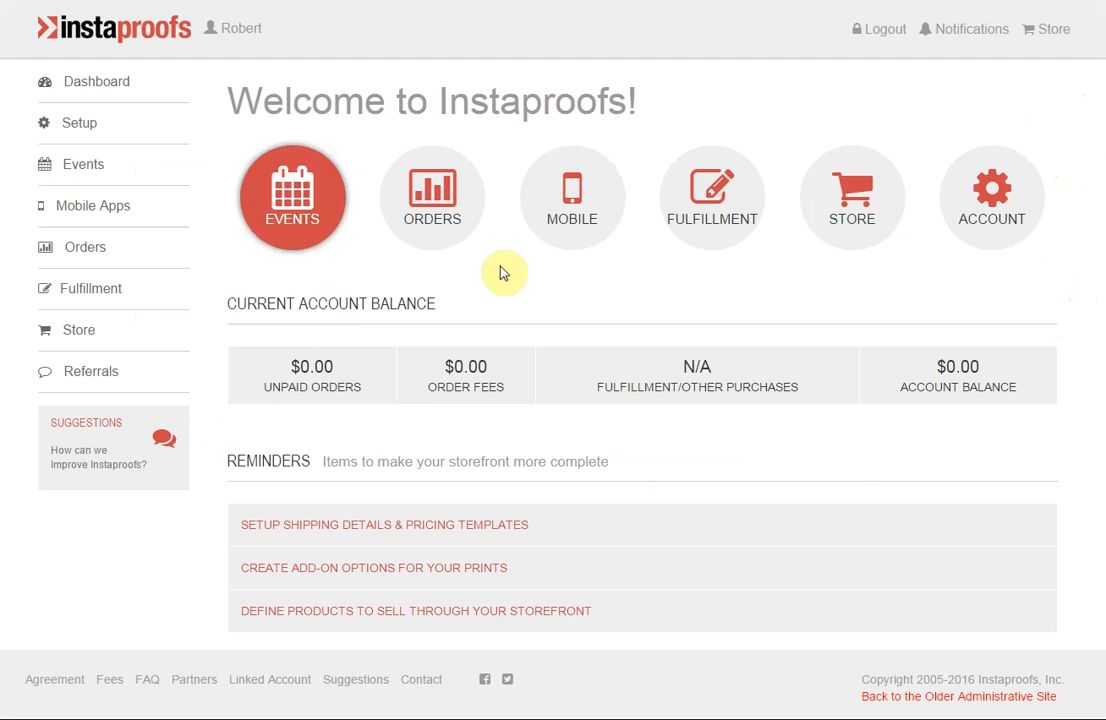 instaproofs
Robert
Logout
Notifications
Store
Dashboard
Setup
Events
Mobile Apps
Orders
Fulfillment
Store
Referrals
SUGGESTIONS
How can we
Improve Instaproofs?
Welcome to Instaproofs!
EVENTS
ORDERS
MOBILE
FULFILLMENT
STORE
ACCOUNT
CURRENT ACCOUNT BALANCE
$0.00
UNPAID ORDERS
$0.00
ORDER FEES
N/A
FULFILLMENT/OTHER PURCHASES
$0.00
ACCOUNT BALANCE
REMINDERS Items to make your storefront more complete
SETUP SHIPPING DETAILS & PRICING TEMPLATES
CREATE ADD-ON OPTIONS FOR YOUR PRINTS
DEFINE PRODUCTS TO SELL THROUGH YOUR STOREFRONT
Agreement Fees FAQ Partners Linked Account Suggestions Contact
Copyright 2005-2016 Instaproofs, Inc.
Back to the Older Administrative Site